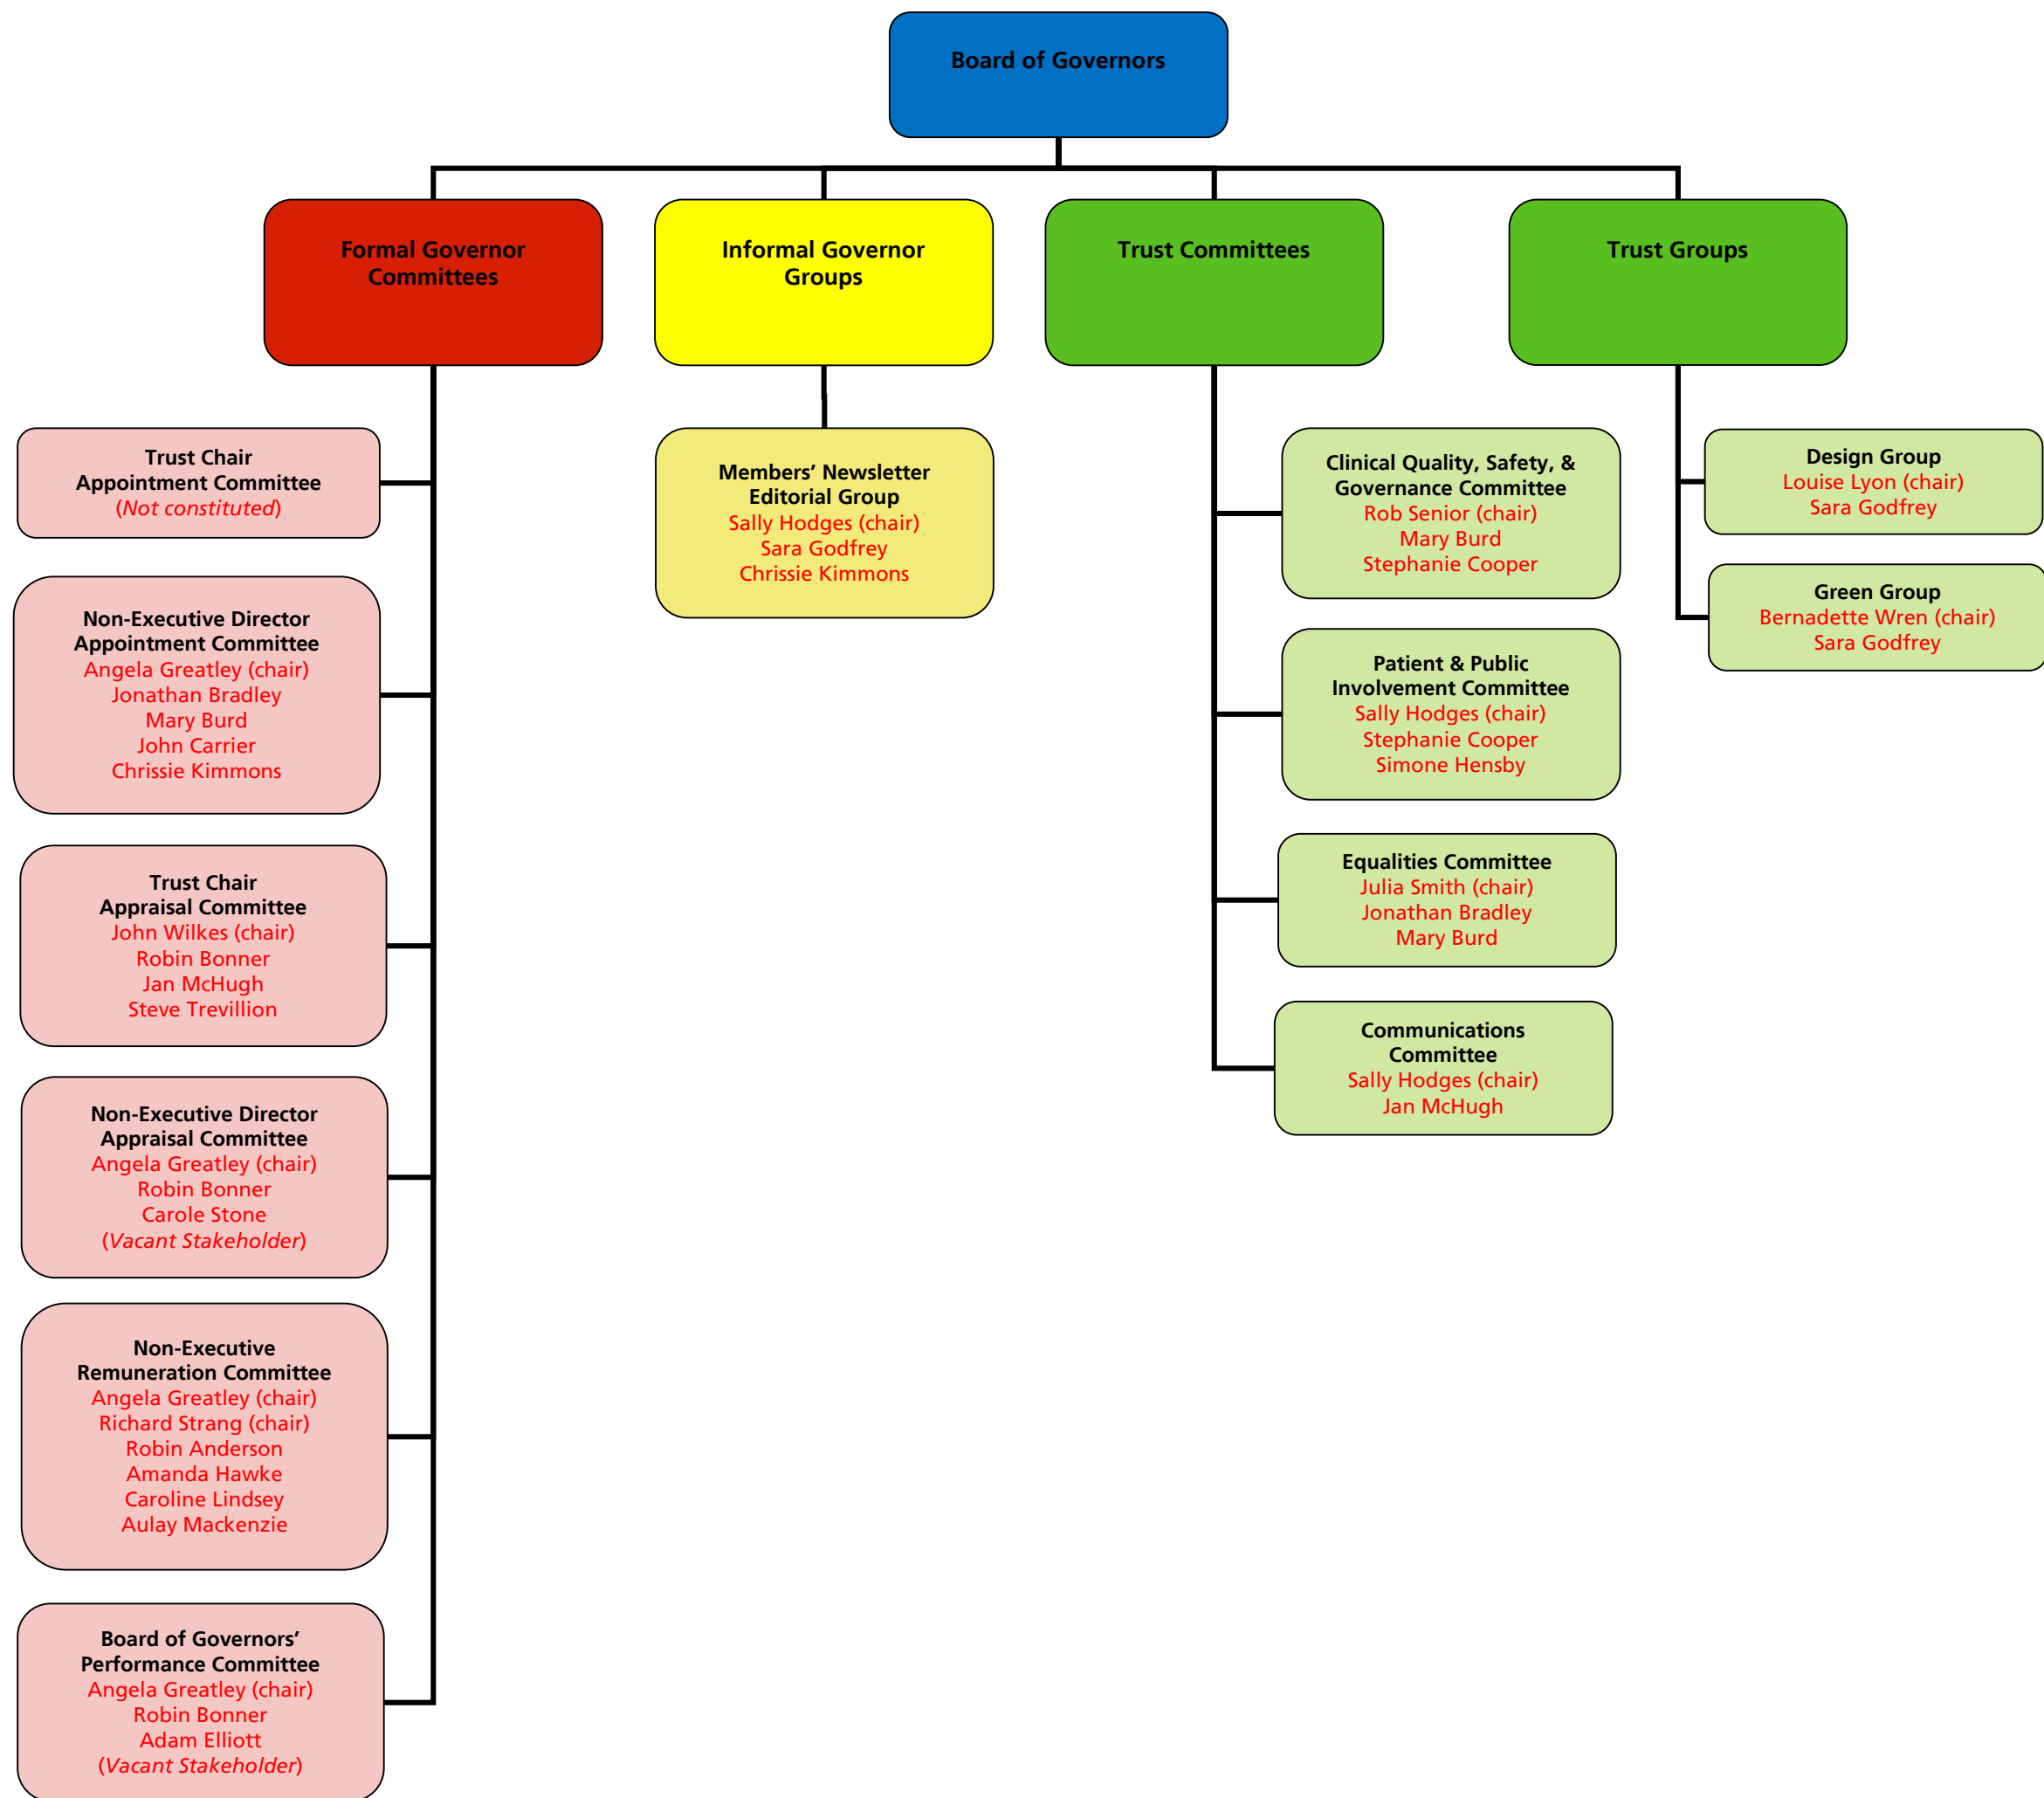 Board of Governors
Formal Governor
Committees
Informal Governor
Groups
Trust Committees
Trust Groups
Trust Chair
Appointment Committee
(Not constituted)
Non-Executive Director
Appointment Committee
Angela Greatley (chair)
Jonathan Bradley
Mary Burd
John Carrier
Chrissie Kimmons
Trust Chair
Appraisal Committee
John Wilkes (chair)
Robin Bonner
Jan McHugh
Steve Trevillion
Non-Executive Director
Appraisal Committee
Angela Greatley (chair)
Robin Bonner
Carole Stone
(Vacant Stakeholder)
Non-Executive
Remuneration Committee
Angela Greatley (chair)
Richard Strang (chair)
Robin Anderson
Amanda Hawke
Caroline Lindsey
Aulay Mackenzie
Board of Governors’
Performance Committee
Angela Greatley (chair)
Robin Bonner
Adam Elliott
(Vacant Stakeholder)
Members’ Newsletter
Editorial Group
Sally Hodges (chair)
Sara Godfrey
Chrissie Kimmons
Clinical Quality, Safety, &
Governance Committee
Rob Senior (chair)
Mary Burd
Stephanie Cooper
Patient & Public
Involvement Committee
Sally Hodges (chair)
Stephanie Cooper
Simone Hensby
Equalities Committee
Julia Smith (chair)
Jonathan Bradley
Mary Burd
Communications
Committee
Sally Hodges (chair)
Jan McHugh
Design Group
Louise Lyon (chair)
Sara Godfrey
Green Group
Bernadette Wren (chair)
Sara Godfrey